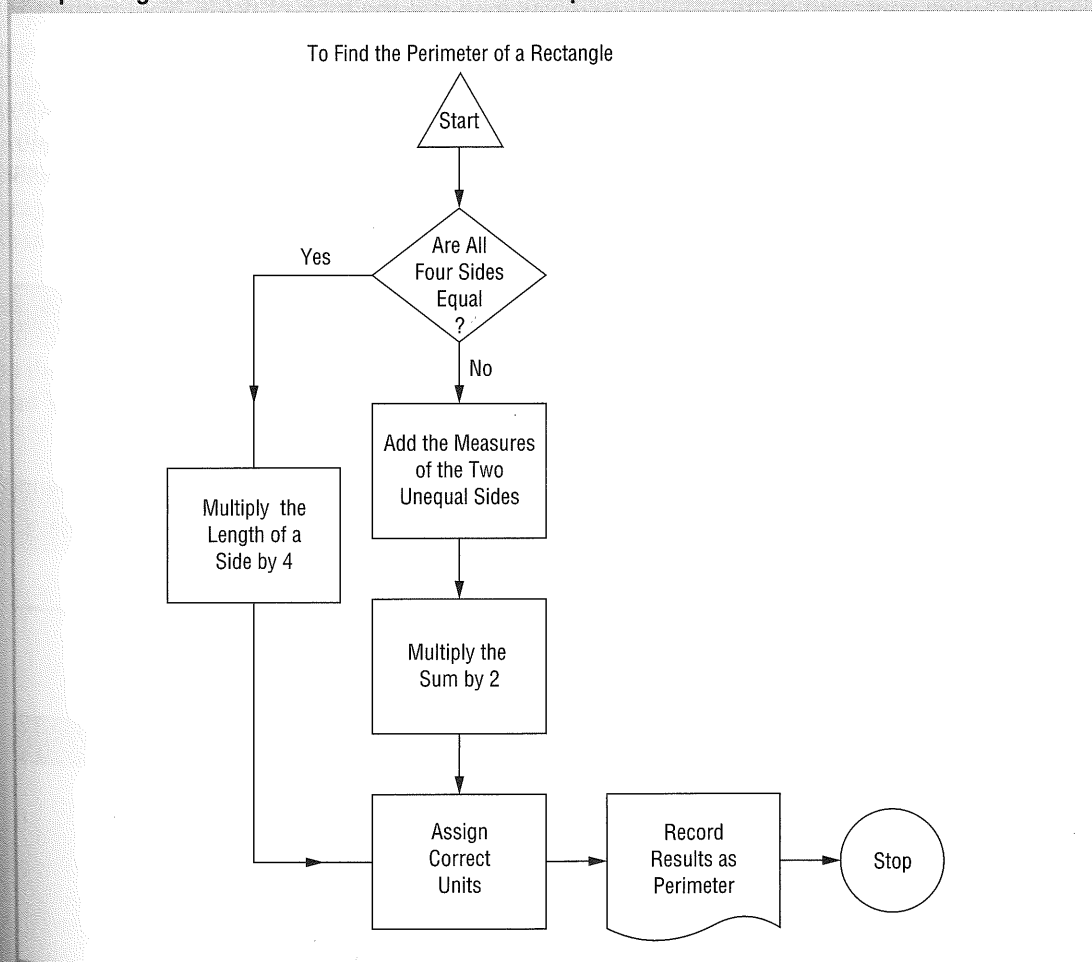 To Find the Perimeter of a Rectangle
Start
Are All
Four Sides
Equal
?
Yes
No
Add the Measures
of the Two
Unequal Sides
Multiply the
Length of a
Side by 4
Multiply the
Sum by 2
Assign
Correct
Units
Record
Results as
Perimeter
Stop